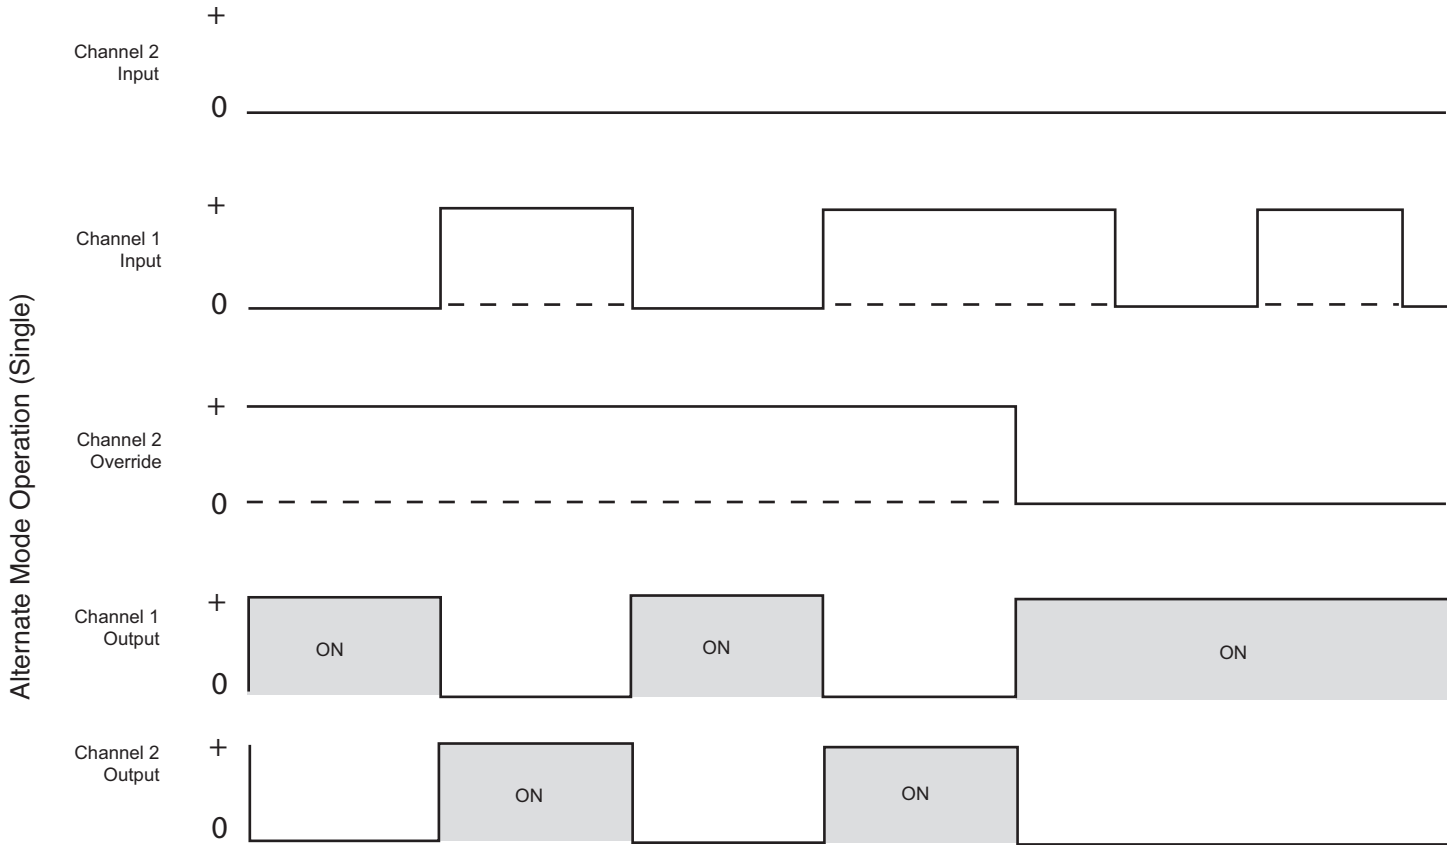 Alternate Mode Operation (Single)
+
Channel 2
Input
0
+
Channel 1
Input
0
+
Channel 2
Override
0
+
Channel 1
Output
ON
ON
ON
0
+
Channel 2
Output
ON
ON
0